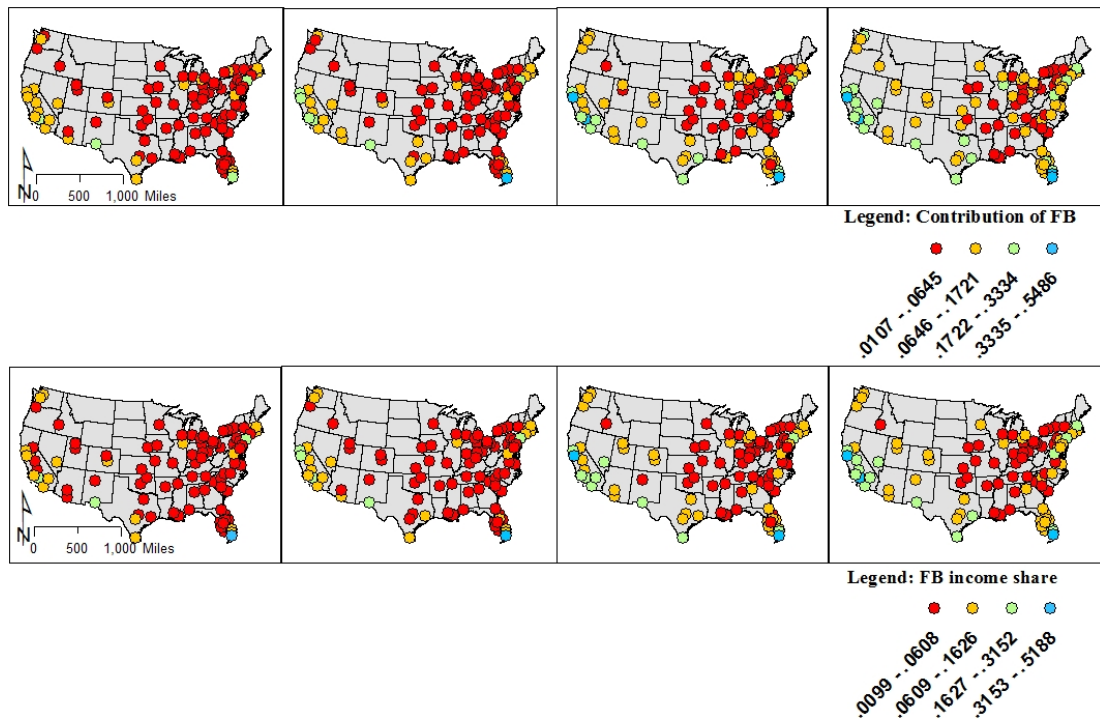 N
0 500 1,000 Miles
Legend: Contribution of FB
.0107 - .0645
.0646 - .1721
.1722 - .3334
.3335 - .5486
N
0 500 1,000 Miles
Legend: FB income share
.0099 - .0608
.0609 - .1626
.1627 - .3152
.3153 - .5188